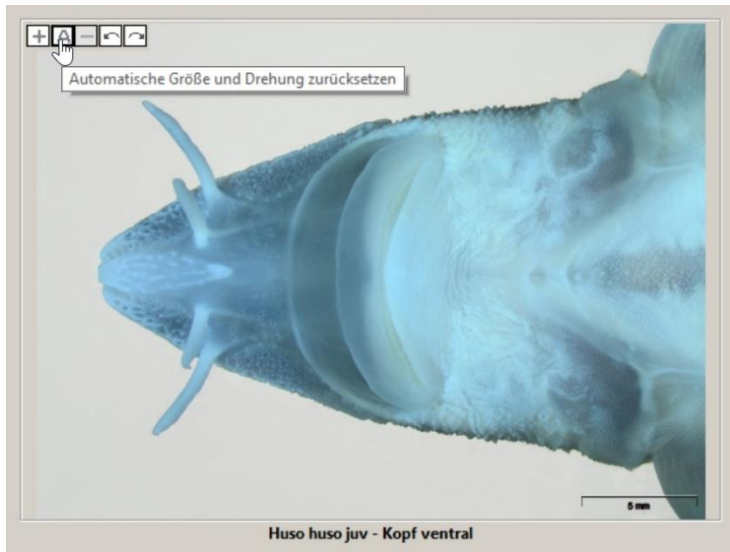 A
Automatische Größe und Drehung zurücksetzen
5 mm
Huso huso juv - Kopf ventral